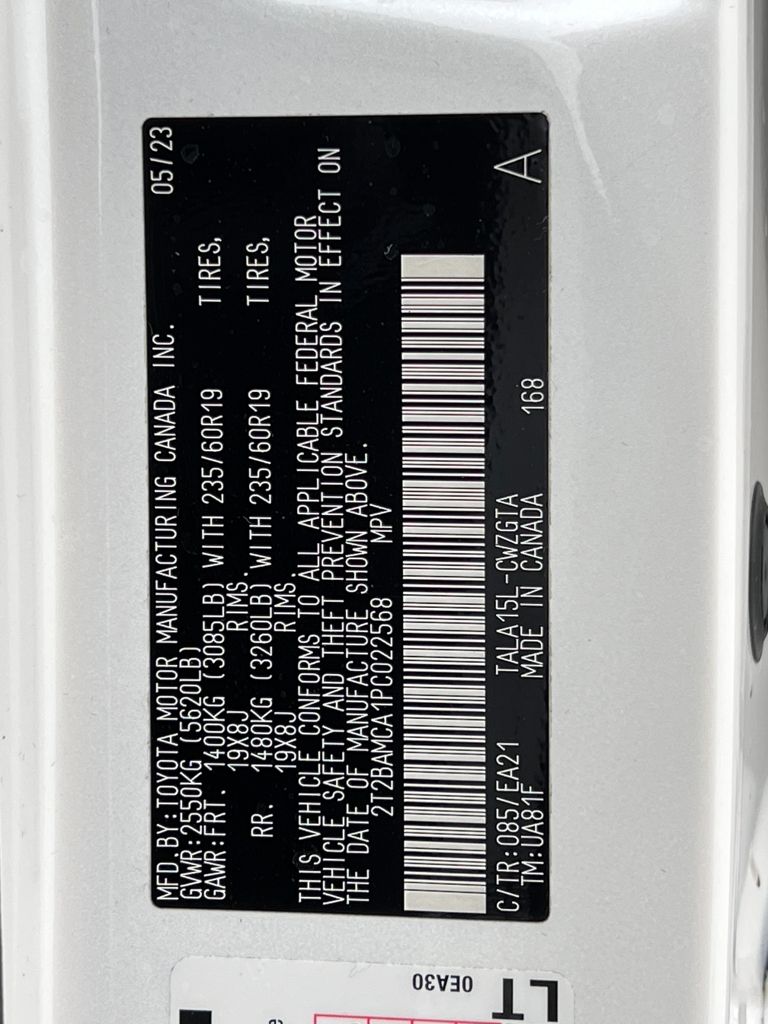 MFD.BY:TOYOTA MOTOR MANUFACTURING CANADA INC. 05/23
GVWR:2550KG (5620LB)
GAWR:FRT. 1400KG (3085LB) WITH 235/60R19 TIRES,
19X8J RIMS.
RR. 1480KG (3260LB) WITH 235/60R19 TIRES,
19X8J RIMS.
THIS VEHICLE CONFORMS TO ALL APPLICABLE FEDERAL MOTOR
VEHICLE SAFETY AND THEFT PREVENTION STANDARDS IN EFFECT ON
THE DATE OF MANUFACTURE SHOWN ABOVE.
2T2BAMCA1PC022568 MPV
C/TR:085/EA21 TALA15L-CWZGTA A
TM:UA81F MADE IN CANADA 168
0EA30
LT